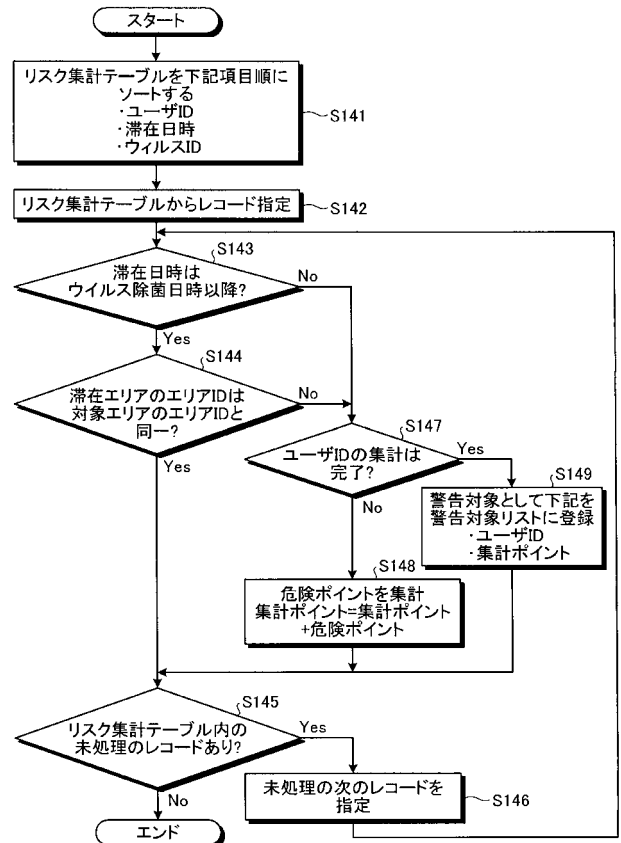 スタート
リスク集計テーブルを下記項目順に
ソートする
・ユーザID
・滞在日時
・ウィルスID
S141
リスク集計テーブルからレコード指定
S142
S143
滞在日時は
ウイルス除菌日時以降?
No
Yes
S144
滞在エリアのエリアIDは
対象エリアのエリアIDと
同一?
No
Yes
S147
ユーザIDの集計は
完了?
Yes
No
S149
警告対象として下記を
警告対象リストに登録
・ユーザID
・集計ポイント
S148
危険ポイントを集計
集計ポイント=集計ポイント
+危険ポイント
S145
リスク集計テーブル内の
未処理のレコードあり?
Yes
No
未処理の次のレコードを
指定
S146
エンド